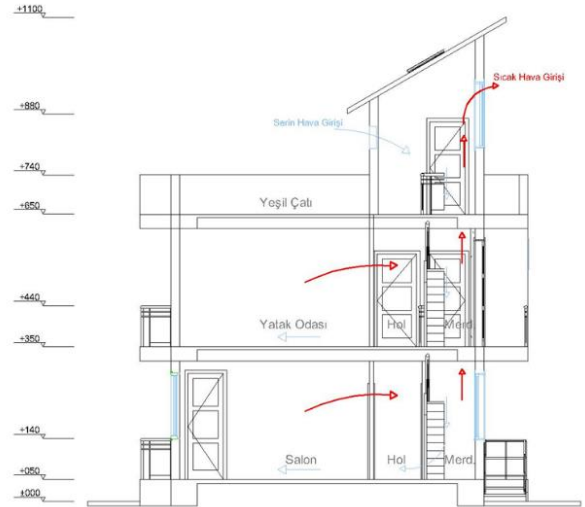 +1100
Sıcak Hava Girişi
+880
Serin Hava Girişi
+740
Yeşil Çatı
+650
+440
Yatak Odası
Hol
Merd.
+350
+140
Salon
Hol
Merd.
+050
+000